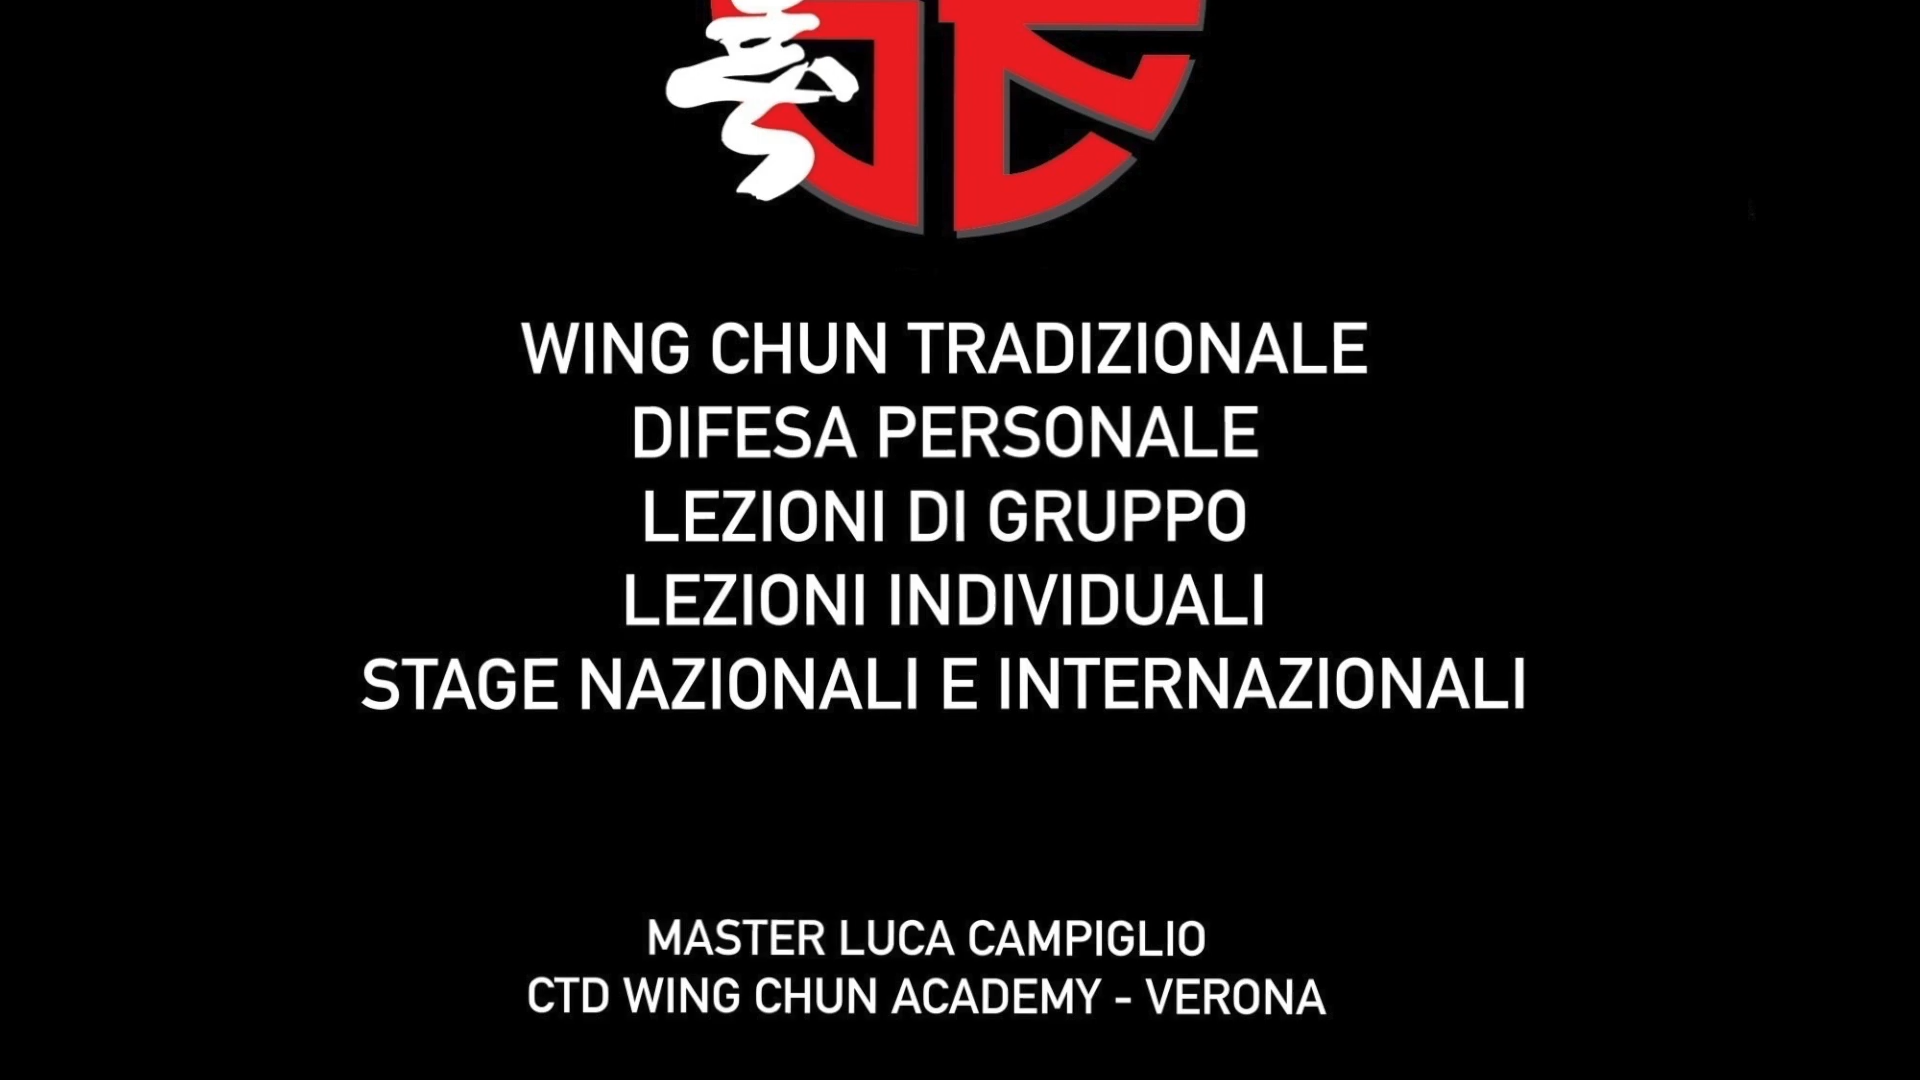 WING CHUN TRADIZIONALE
DIFESA PERSONALE
LEZIONI DI GRUPPO
LEZIONI INDIVIDUALI
STAGE NAZIONALI E INTERNAZIONALI
MASTER LUCA CAMPIGLIO
CTD WING CHUN ACADEMY - VERONA